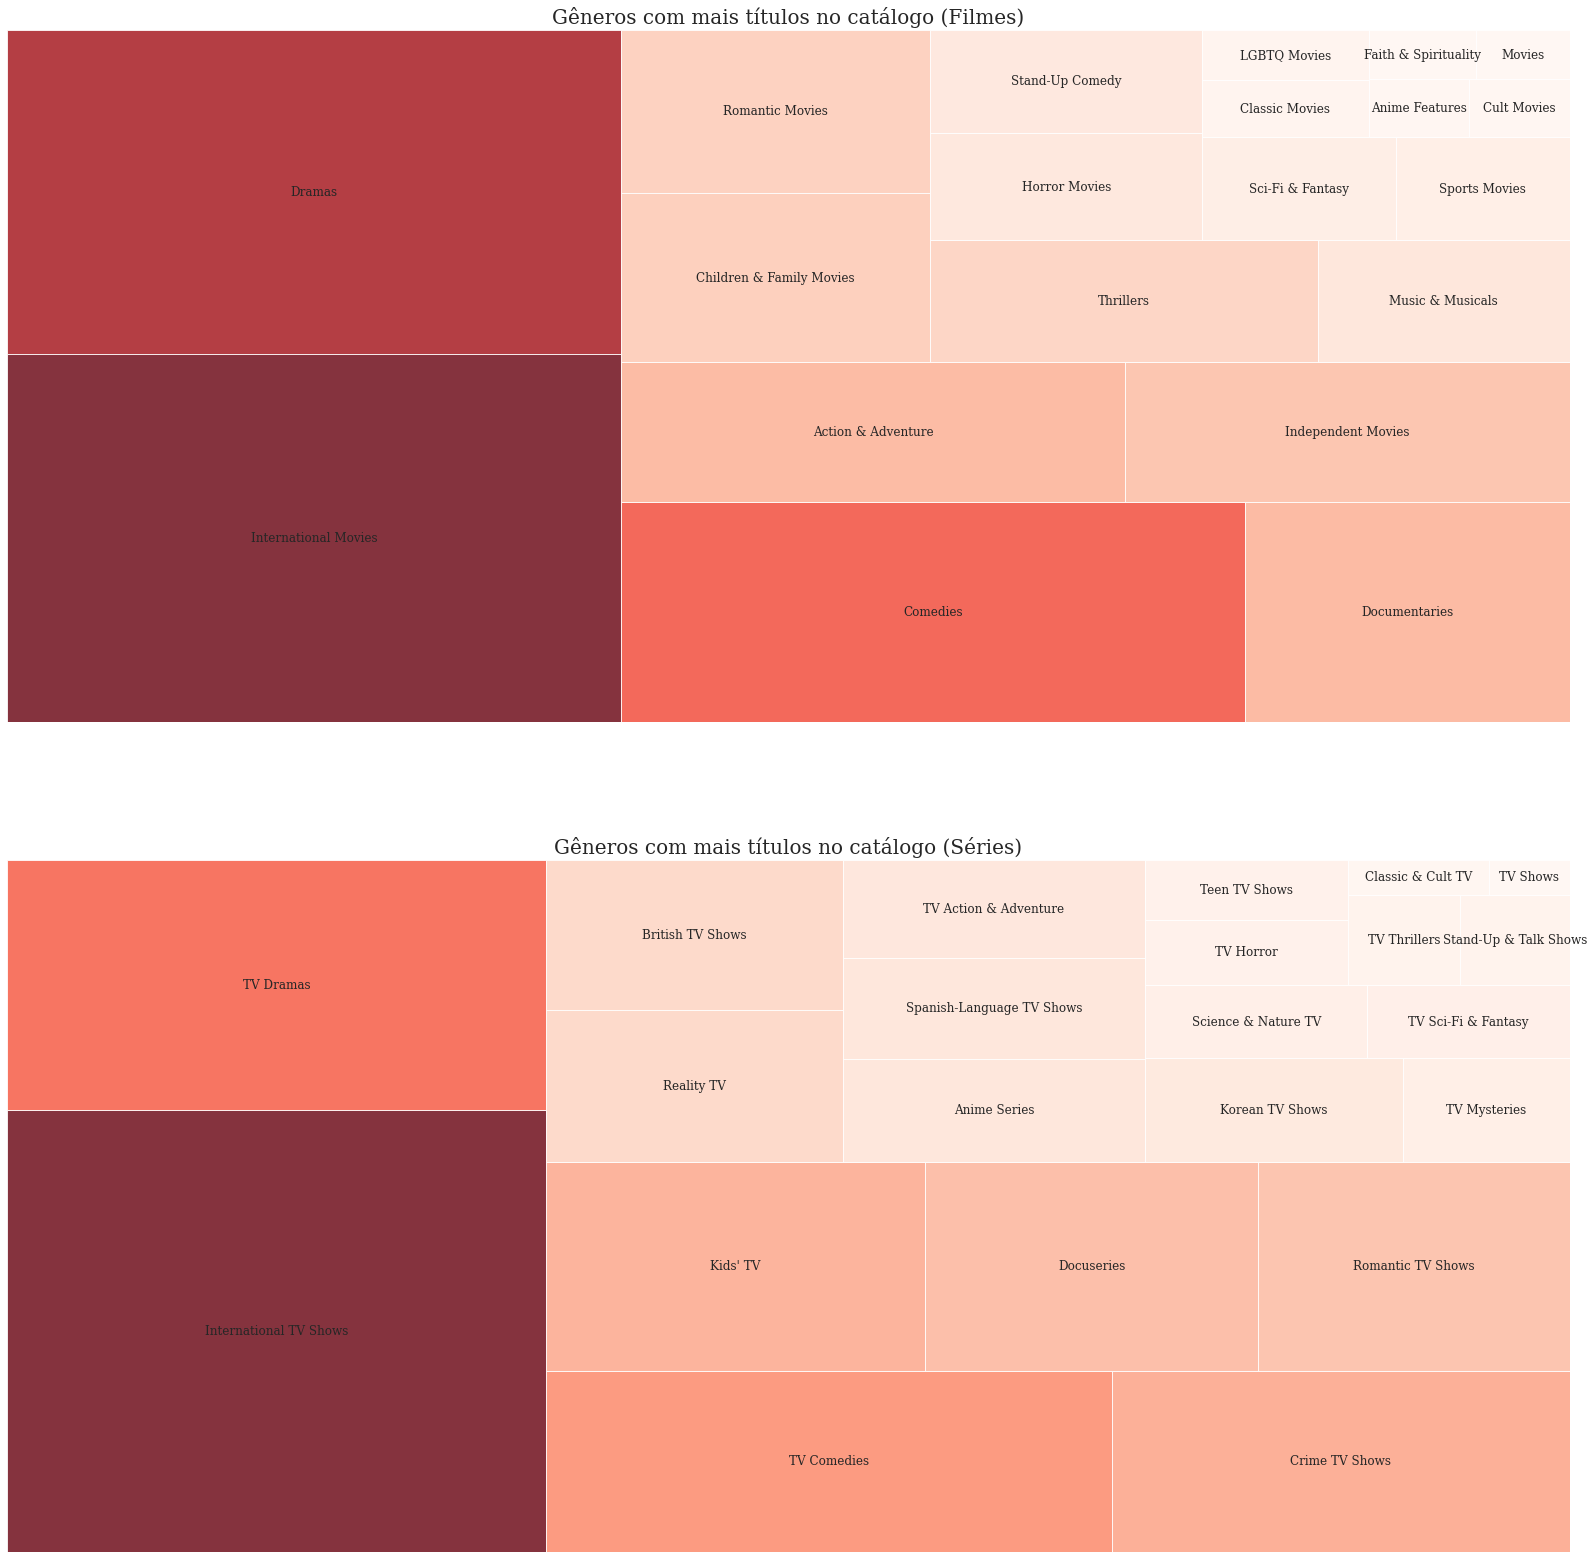 Gêneros com mais títulos no catálogo (Filmes)
Dramas
International Movies
Romantic Movies
Children & Family Movies
Stand-Up Comedy
Horror Movies
LGBTQ Movies
Faith & Spirituality
Movies
Classic Movies
Anime Features
Cult Movies
Sci-Fi & Fantasy
Sports Movies
Thrillers
Music & Musicals
Action & Adventure
Independent Movies
Comedies
Documentaries
Gêneros com mais títulos no catálogo (Séries)
TV Dramas
International TV Shows
British TV Shows
Reality TV
TV Action & Adventure
Spanish-Language TV Shows
Anime Series
Teen TV Shows
TV Horror
Classic & Cult TV
TV Shows
TV Thrillers
Stand-Up & Talk Shows
Science & Nature TV
TV Sci-Fi & Fantasy
Korean TV Shows
TV Mysteries
Kids' TV
Docuseries
Romantic TV Shows
TV Comedies
Crime TV Shows